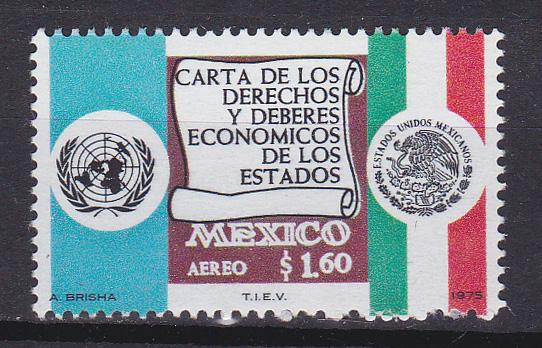 CARTA DE LOS
DERECHOS
Y DEBERES
ECONOMICOS
DE LOS
ESTADOS
ESTADOS UNIDOS MEXICANOS
MEXICO
AEREO $1.60
A. BRISHA T.I.E.V. 1975